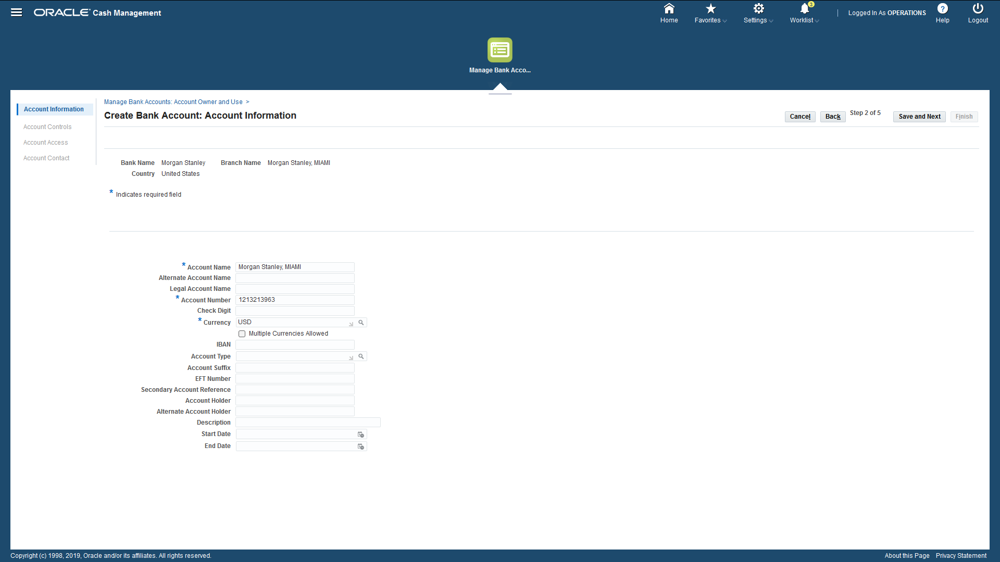 ORACLE Cash Management
Home
Favorites
Settings
3
Worklist
Logged In As OPERATIONS
?
Help
Logout
Manage Bank Acco...
Account Information
Account Controls
Account Access
Account Contact
Manage Bank Accounts: Account Owner and Use >
Create Bank Account: Account Information
Cancel
Back
Step 2 of 5
Save and Next
Finish
Bank Name Morgan Stanley Branch Name Morgan Stanley, MIAMI
Country United States
* Indicates required field
* Account Name Morgan Stanley, MIAMI
Alternate Account Name
Legal Account Name
* Account Number 1213213963
Check Digit
* Currency USD
Multiple Currencies Allowed
IBAN
Account Type
Account Suffix
EFT Number
Secondary Account Reference
Account Holder
Alternate Account Holder
Description
Start Date
End Date
Copyright (c) 1998, 2019, Oracle and/or its affiliates. All rights reserved.
About this Page Privacy Statement